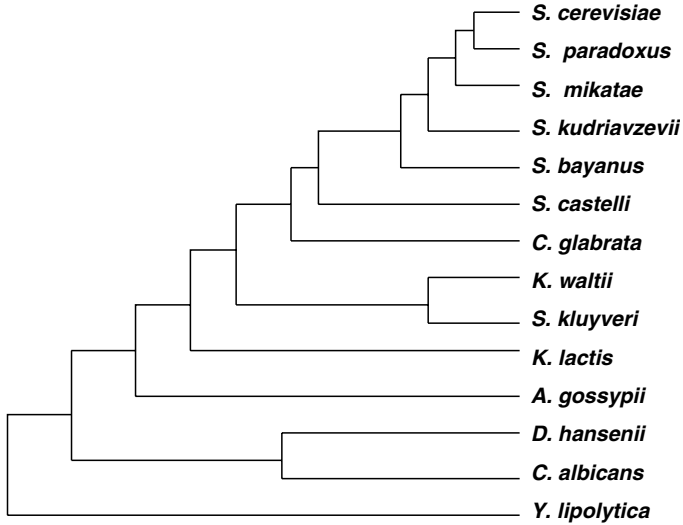 S. cerevisiae
S. paradoxus
S. mikatae
S. kudriavzevii
S. bayanus
S. castelli
C. glabrata
K. waltii
S. kluyveri
K. lactis
A. gossypii
D. hansenii
C. albicans
Y. lipolytica